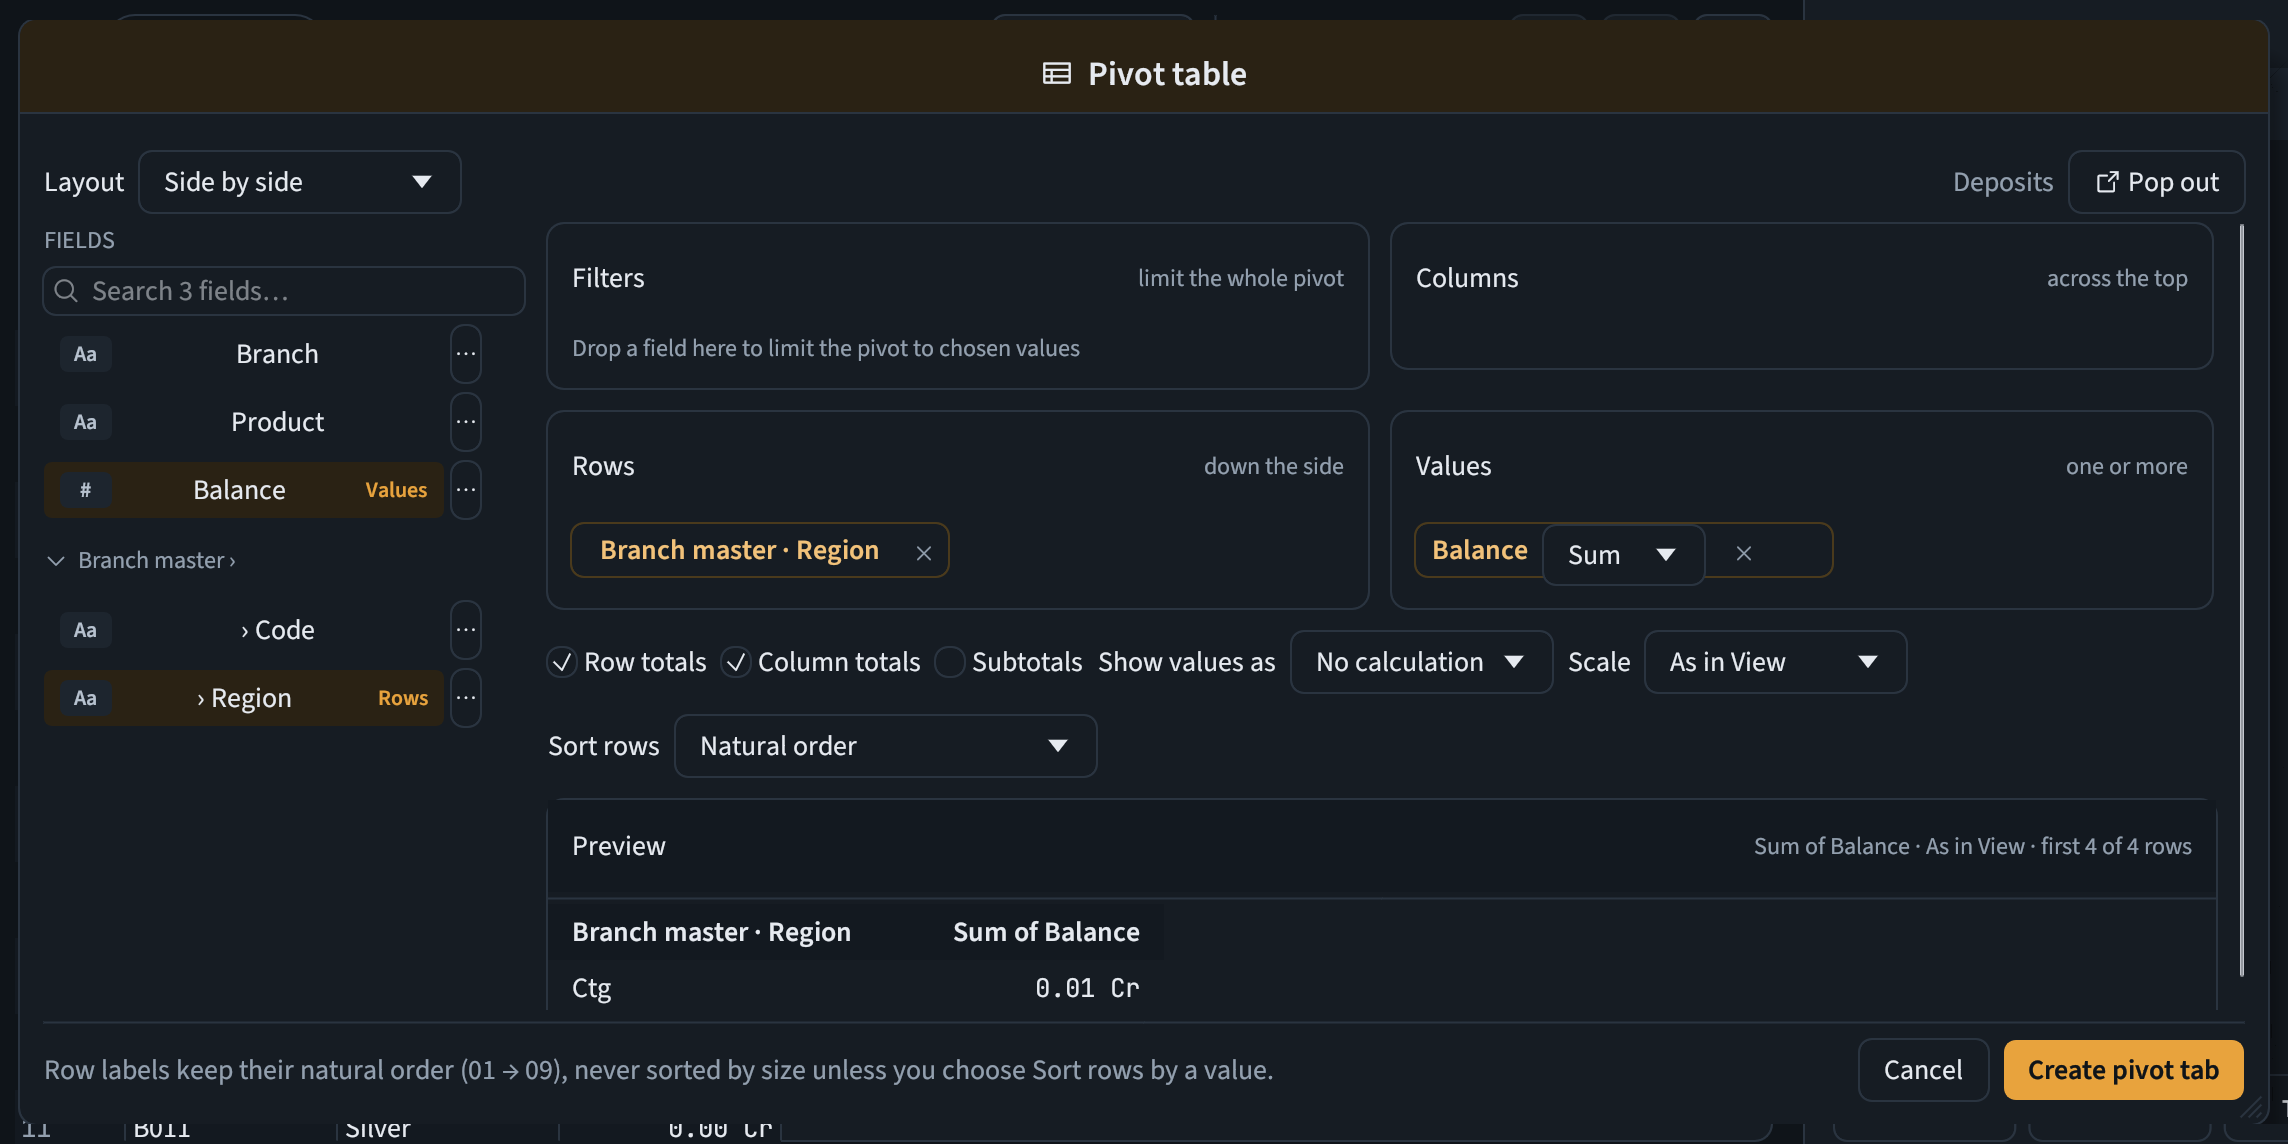 Pivot table
Layout Side by side Deposits Pop out
FIELDS
Search 3 fields…
Aa Branch ...
Aa Product ...
# Balance Values ...
Branch master ›
Aa › Code ...
Aa › Region Rows ...
Filters limit the whole pivot
Drop a field here to limit the pivot to chosen values
Columns across the top
Rows down the side
Branch master · Region ×
Values one or more
Balance Sum ×
Row totals Column totals Subtotals Show values as No calculation Scale As in View
Sort rows Natural order
Preview Sum of Balance · As in View · first 4 of 4 rows
Branch master · Region Sum of Balance
Ctg 0.01 Cr
Row labels keep their natural order (01 → 09), never sorted by size unless you choose Sort rows by a value.
Cancel Create pivot tab
11 B011 Silver 0.00 Cr